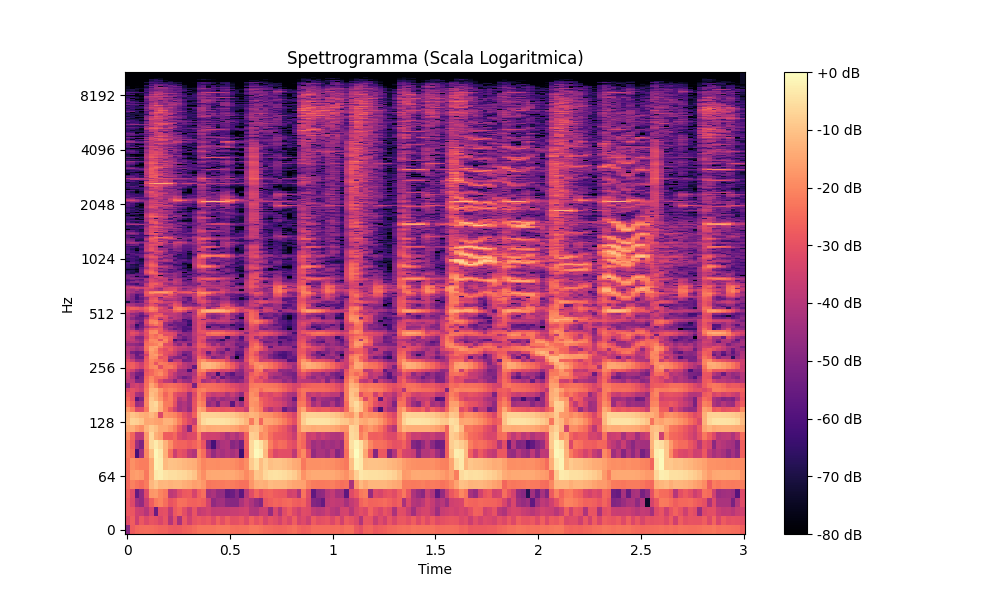 Spettrogramma (Scala Logaritmica)
Hz
8192
4096
2048
1024
512
256
128
64
0
0
0.5
1
1.5
2
2.5
3
Time
+0 dB
-10 dB
-20 dB
-30 dB
-40 dB
-50 dB
-60 dB
-70 dB
-80 dB